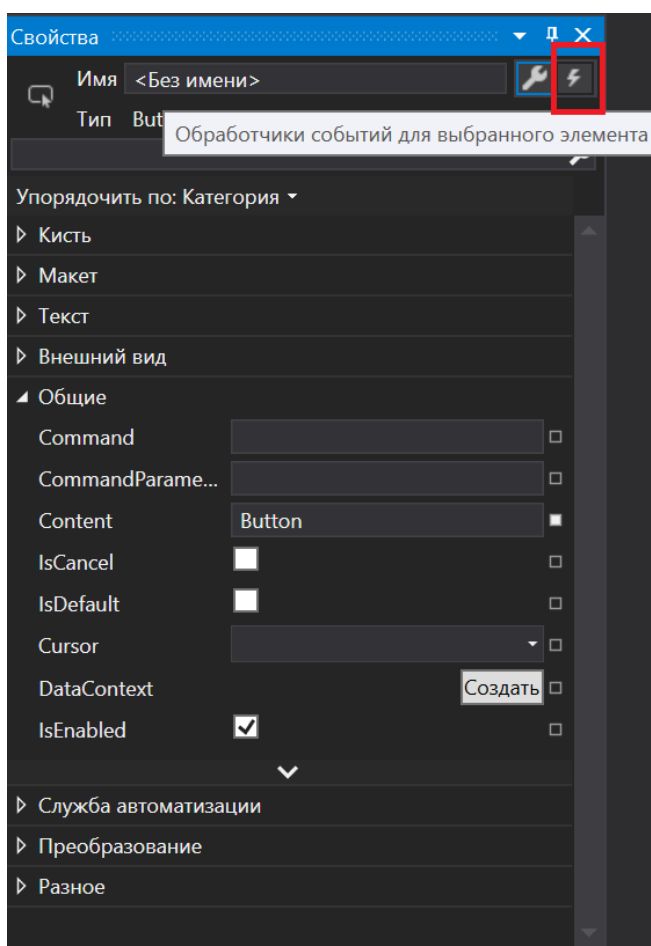 Свойства
Имя <Без имени>
Тип But
Обработчики событий для выбранного элемента
Упорядочить по: Категория
Кисть
Макет
Текст
Внешний вид
Общие
Command
CommandParame...
Content Button
IsCancel
IsDefault
Cursor
DataContext Создать
IsEnabled
Служба автоматизации
Преобразование
Разное